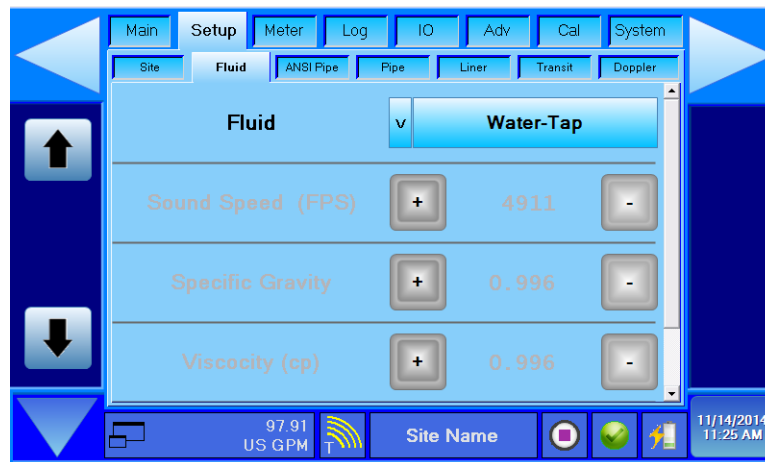 Main Setup Meter Log IO Adv Cal System
Site Fluid ANSI Pipe Pipe Liner Transit Doppler
Fluid v Water-Tap
Sound Speed (FPS) + 4911 -
Specific Gravity + 0.996 -
Viscocity (cp) + 0.996 -
97.91
US GPM T Site Name
11/14/2014
11:25 AM